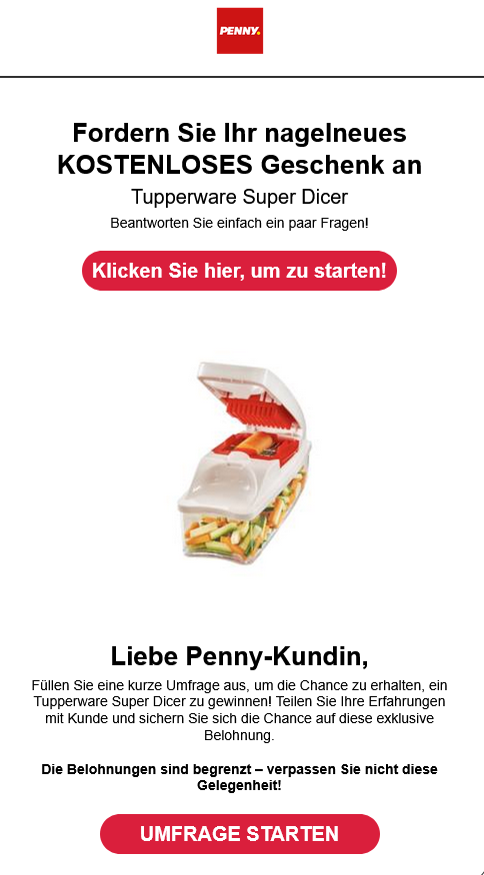 PENNY.
Fordern Sie Ihr nagelneues
KOSTENLOSES Geschenk an
Tupperware Super Dicer
Beantworten Sie einfach ein paar Fragen!
Klicken Sie hier, um zu starten!
Liebe Penny-Kundin,
Füllen Sie eine kurze Umfrage aus, um die Chance zu erhalten, ein
Tupperware Super Dicer zu gewinnen! Teilen Sie Ihre Erfahrungen
mit Kunde und sichern Sie sich die Chance auf diese exklusive
Belohnung.
Die Belohnungen sind begrenzt – verpassen Sie nicht diese
Gelegenheit!
UMFRAGE STARTEN